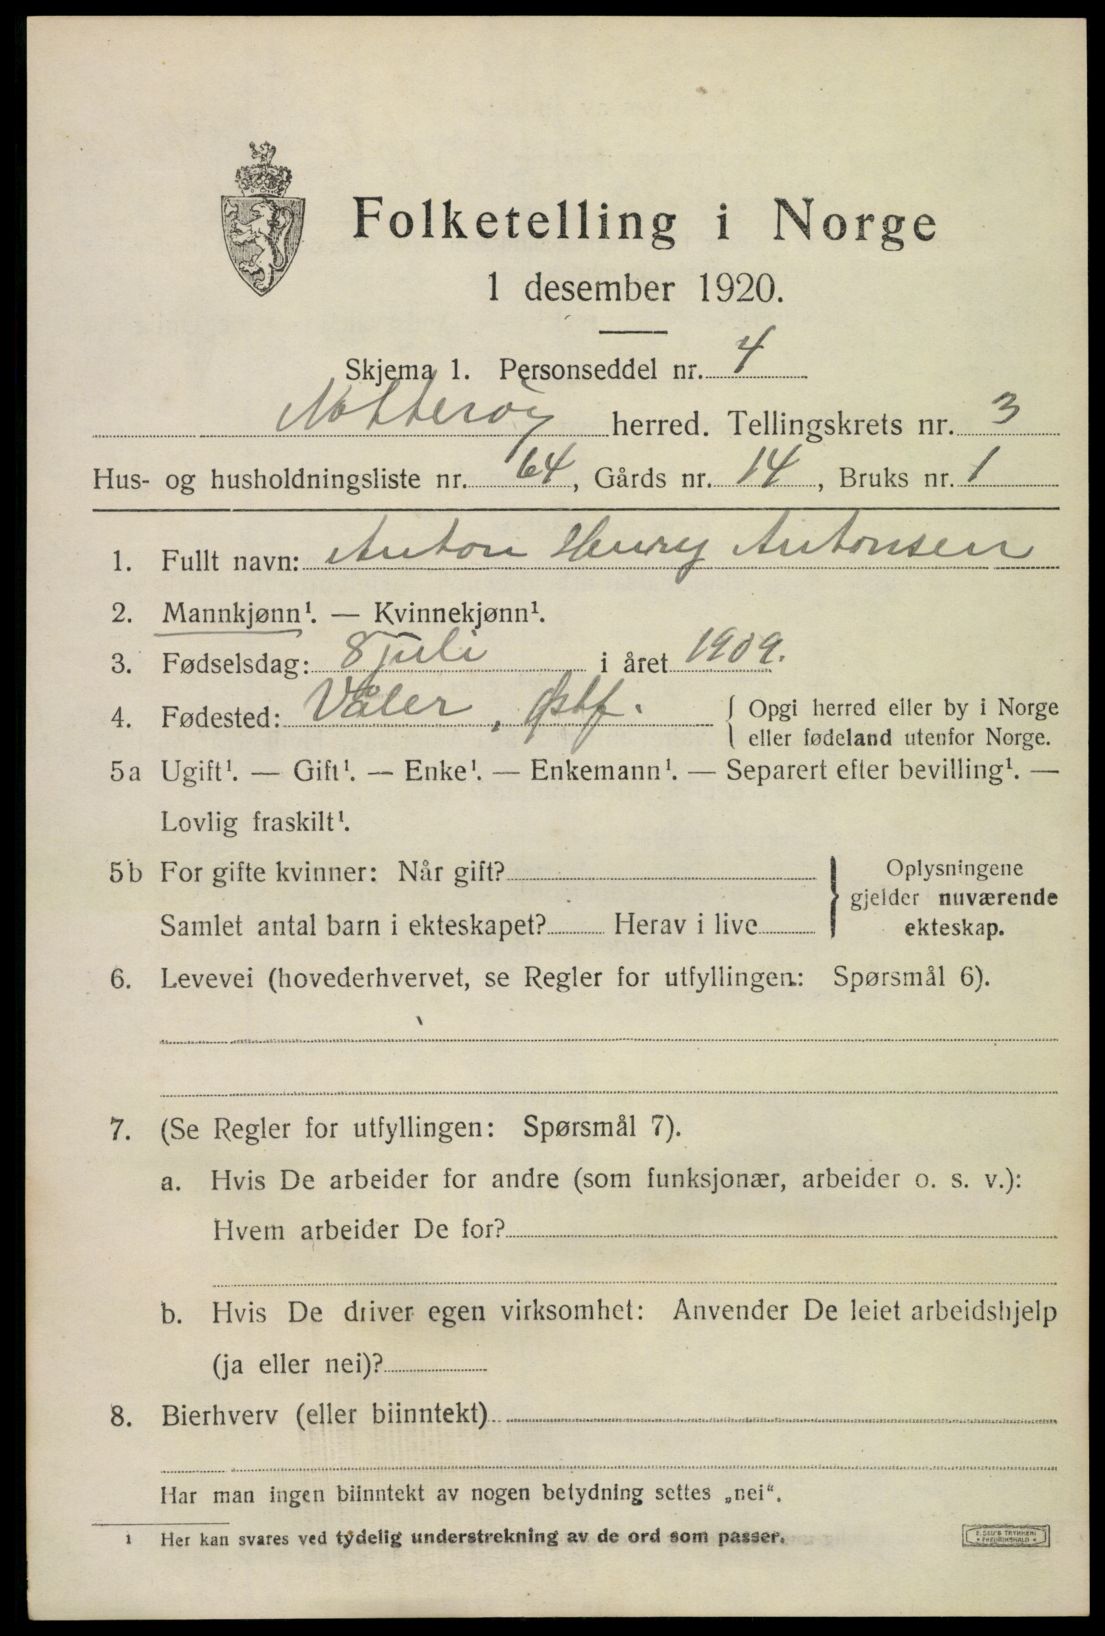 Folketelling i Norge
1 desember 1920.
Skjema 1. Personseddel nr. 4
Nötterøy herred. Tellingskrets nr. 3
Hus- og husholdningsliste nr. 64, Gårds nr. 14, Bruks nr. 1
1. Fullt navn: Anton Henry Antonsen
2. Mannkjønn¹. — Kvinnekjønn¹.
3. Fødselsdag: 8 juli i året 1909.
4. Fødested: Våler, Østf. { Opgi herred eller by i Norge
eller fødeland utenfor Norge.
5a Ugift¹. — Gift¹. — Enke¹. — Enkemann¹. — Separert efter bevilling¹. —
Lovlig fraskilt¹.
5b For gifte kvinner: Når gift? } Oplysningene
gjelder nuværende
Samlet antal barn i ekteskapet? Herav i live ekteskap.
6. Levevei (hovederhvervet, se Regler for utfyllingen: Spørsmål 6).
7. (Se Regler for utfyllingen: Spørsmål 7).
a. Hvis De arbeider for andre (som funksjonær, arbeider o. s. v.):
Hvem arbeider De for?
b. Hvis De driver egen virksomhet: Anvender De leiet arbeidshjelp
(ja eller nei)?
8. Bierhverv (eller biinntekt)
Har man ingen biinntekt av nogen betydning settes „nei“.
1 Her kan svares ved tydelig understrekning av de ord som passer.
E. SEM'S TRYKKERI
• FREDRIKSHALD •